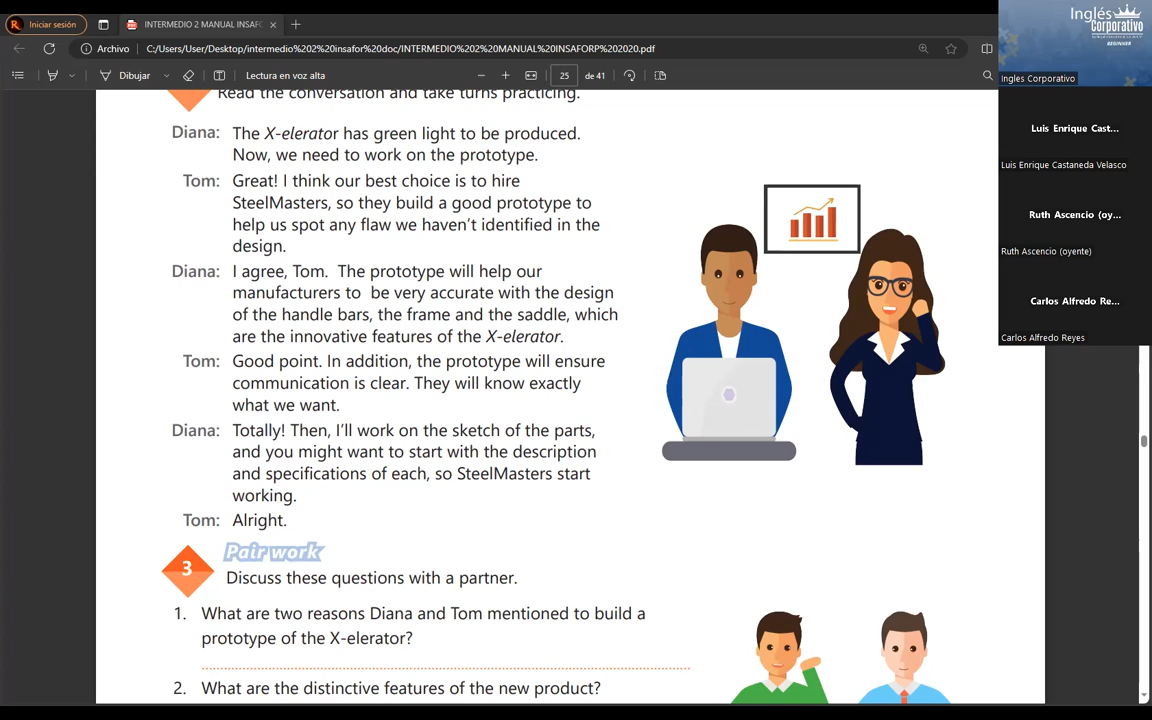 Iniciar sesión
INTERMEDIO 2 MANUAL INSAFO
Archivo
C:/Users/User/Desktop/intermedio%202%20insafor%20doc/INTERMEDIO%202%20MANUAL%20INSAFORP%202020.pdf
Dibujar
Lectura en voz alta
25
de 41
Inglés
Corporativo
BEGINNER
Ingles Corporativo
Luis Enrique Cast...
Luis Enrique Castaneda Velasco
Ruth Ascencio (oy...
Ruth Ascencio (oyente)
Carlos Alfredo Re...
Carlos Alfredo Reyes
Read the conversation and take turns practicing.
Diana: The X-elerator has green light to be produced.
Now, we need to work on the prototype.
Tom: Great! I think our best choice is to hire
SteelMasters, so they build a good prototype to
help us spot any flaw we haven't identified in the
design.
Diana: I agree, Tom. The prototype will help our
manufacturers to be very accurate with the design
of the handle bars, the frame and the saddle, which
are the innovative features of the X-elerator.
Tom: Good point. In addition, the prototype will ensure
communication is clear. They will know exactly
what we want.
Diana: Totally! Then, I'll work on the sketch of the parts,
and you might want to start with the description
and specifications of each, so SteelMasters start
working.
Tom: Alright.
Pair work
3
Discuss these questions with a partner.
1. What are two reasons Diana and Tom mentioned to build a
prototype of the X-elerator?
2. What are the distinctive features of the new product?